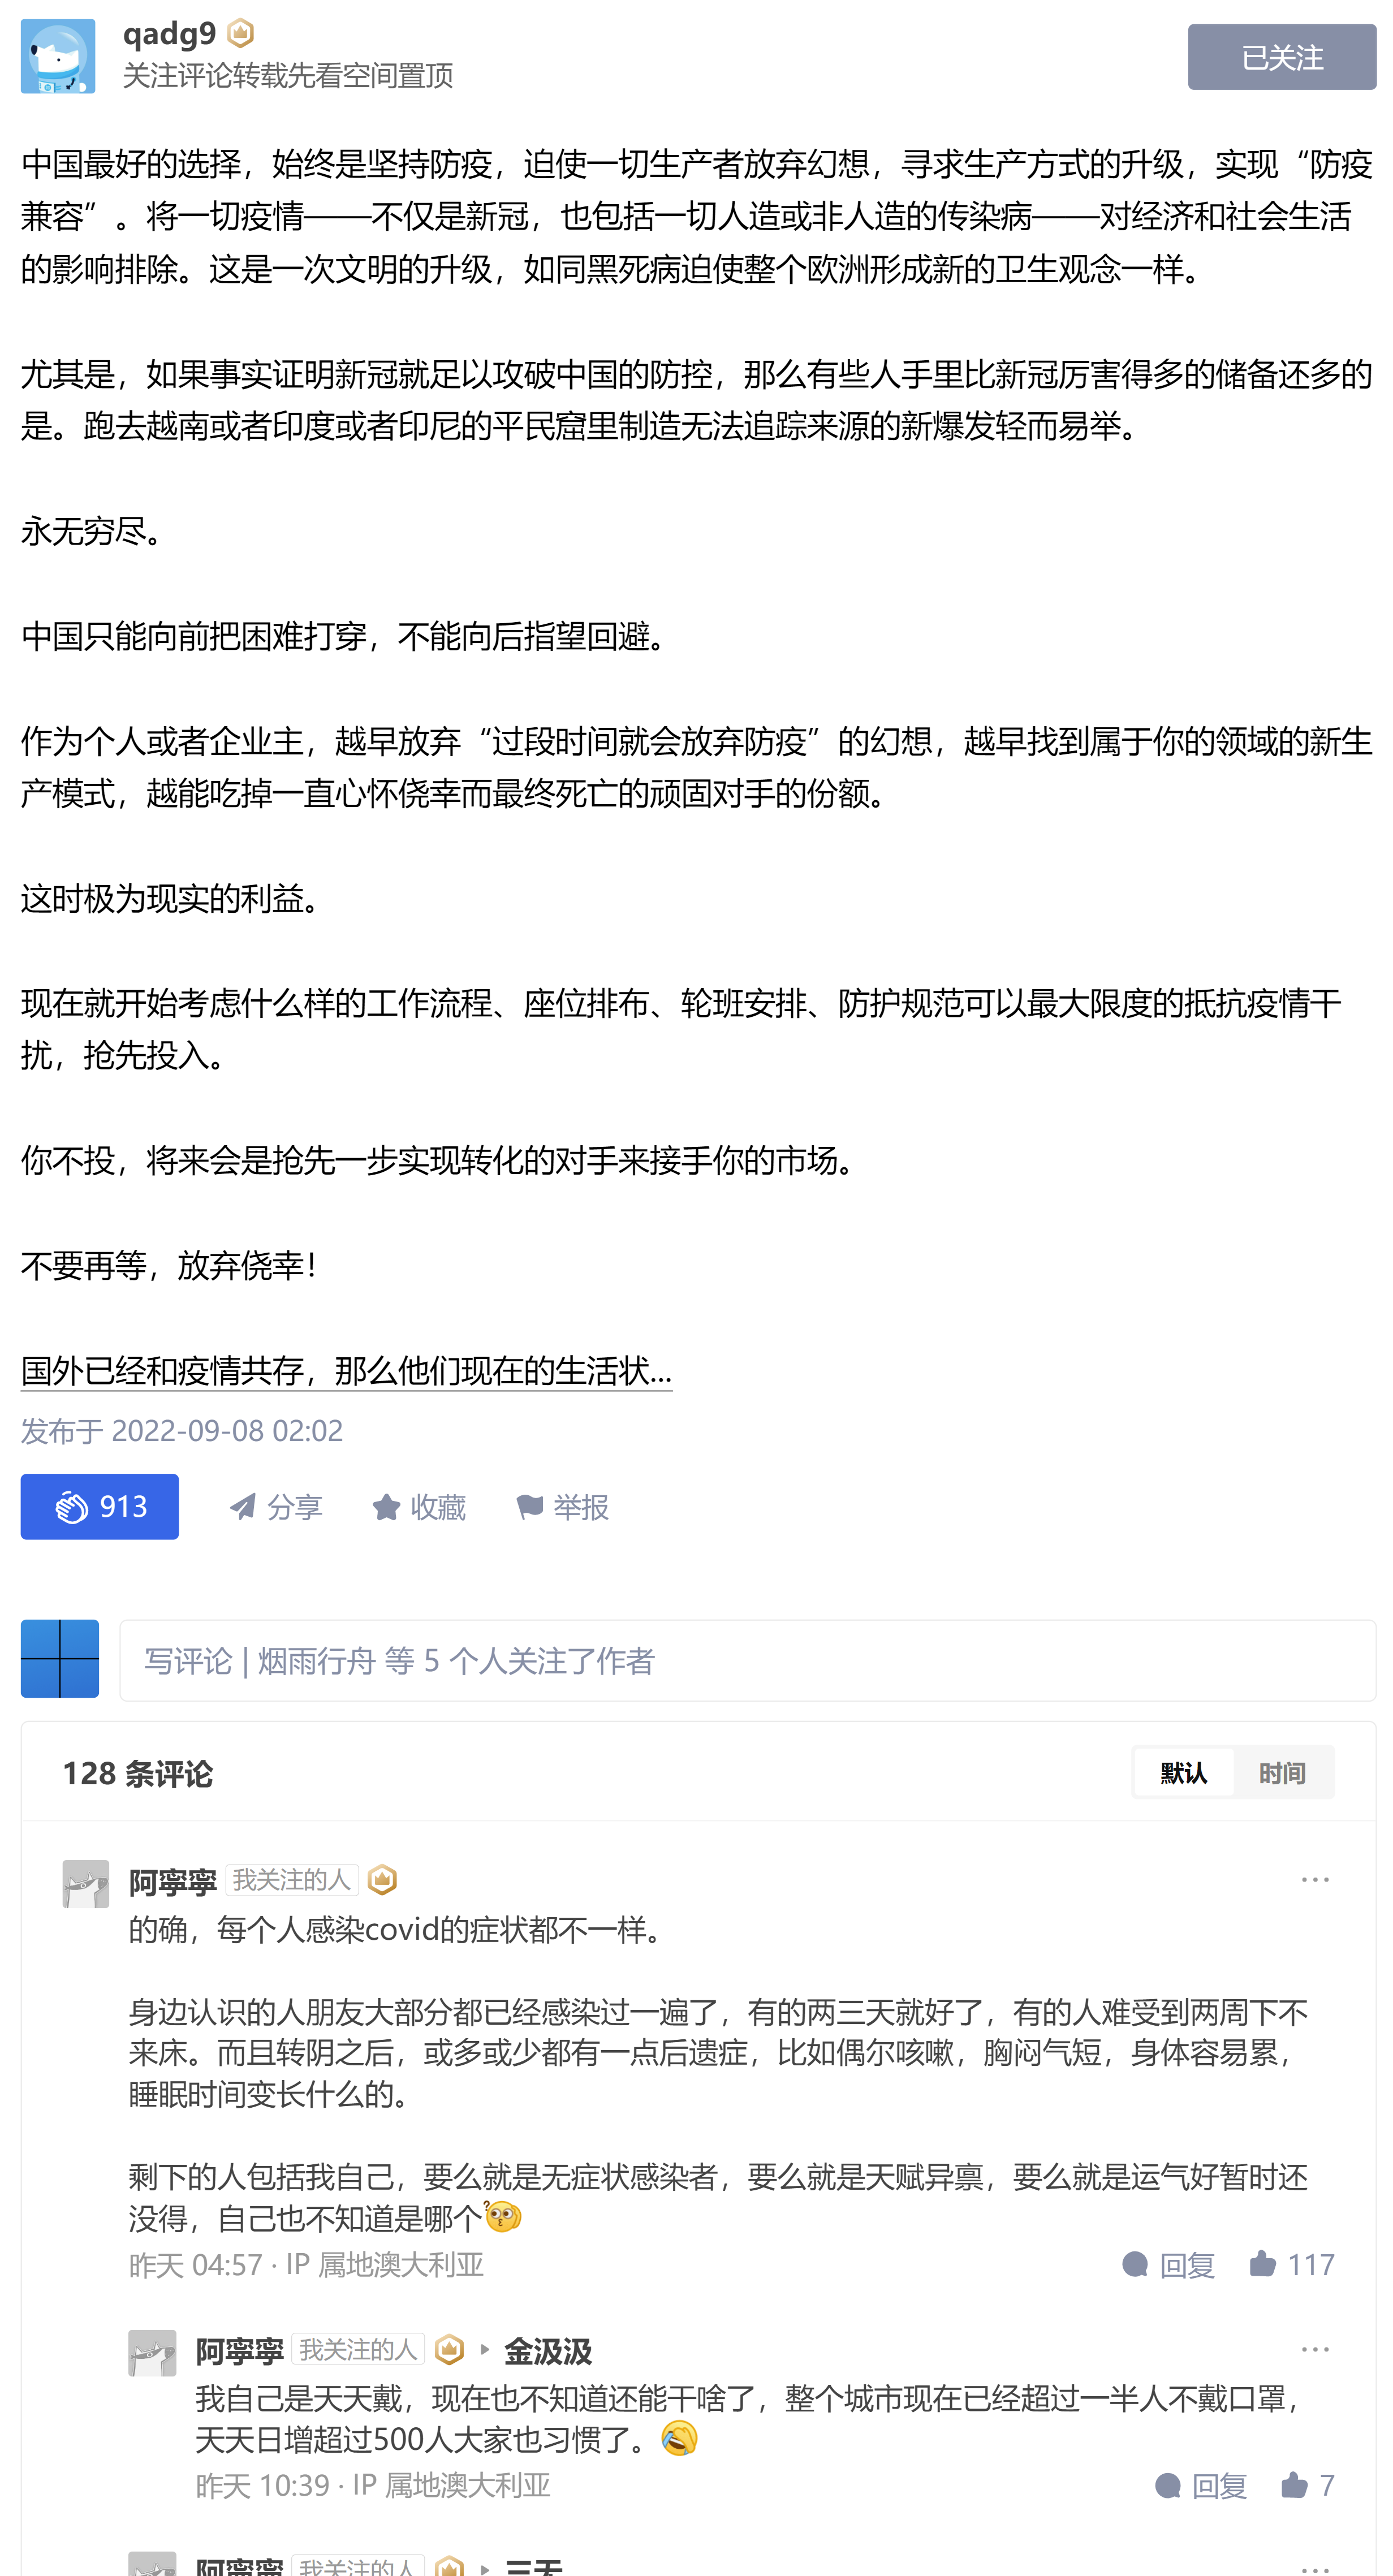 qadg9
关注评论转载先看空间置顶
已关注
中国最好的选择，始终是坚持防疫，迫使一切生产者放弃幻想，寻求生产方式的升级，实现“防疫
兼容”。将一切疫情——不仅是新冠，也包括一切人造或非人造的传染病——对经济和社会生活
的影响排除。这是一次文明的升级，如同黑死病迫使整个欧洲形成新的卫生观念一样。
尤其是，如果事实证明新冠就足以攻破中国的防控，那么有些人手里比新冠厉害得多的储备还多的
是。跑去越南或者印度或者印尼的平民窟里制造无法追踪来源的新爆发轻而易举。
永无穷尽。
中国只能向前把困难打穿，不能向后指望回避。
作为个人或者企业主，越早放弃“过段时间就会放弃防疫”的幻想，越早找到属于你的领域的新生
产模式，越能吃掉一直心怀侥幸而最终死亡的顽固对手的份额。
这时极为现实的利益。
现在就开始考虑什么样的工作流程、座位排布、轮班安排、防护规范可以最大限度的抵抗疫情干
扰，抢先投入。
你不投，将来会是抢先一步实现转化的对手来接手你的市场。
不要再等，放弃侥幸！
国外已经和疫情共存，那么他们现在的生活状...
发布于 2022-09-08 02:02
913 分享 收藏 举报
写评论 | 烟雨行舟 等 5 个人关注了作者
128 条评论
默认 时间
阿寧寧 我关注的人
的确，每个人感染covid的症状都不一样。
身边认识的人朋友大部分都已经感染过一遍了，有的两三天就好了，有的人难受到两周下不
来床。而且转阴之后，或多或少都有一点后遗症，比如偶尔咳嗽，胸闷气短，身体容易累，
睡眠时间变长什么的。
剩下的人包括我自己，要么就是无症状感染者，要么就是天赋异禀，要么就是运气好暂时还
没得，自己也不知道是哪个
昨天 04:57 · IP 属地澳大利亚
回复 117
阿寧寧 我关注的人 金汲汲
我自己是天天戴，现在也不知道还能干啥了，整个城市现在已经超过一半人不戴口罩，
天天日增超过500人大家也习惯了。
昨天 10:39 · IP 属地澳大利亚
回复 7
阿寧寧 我关注的人